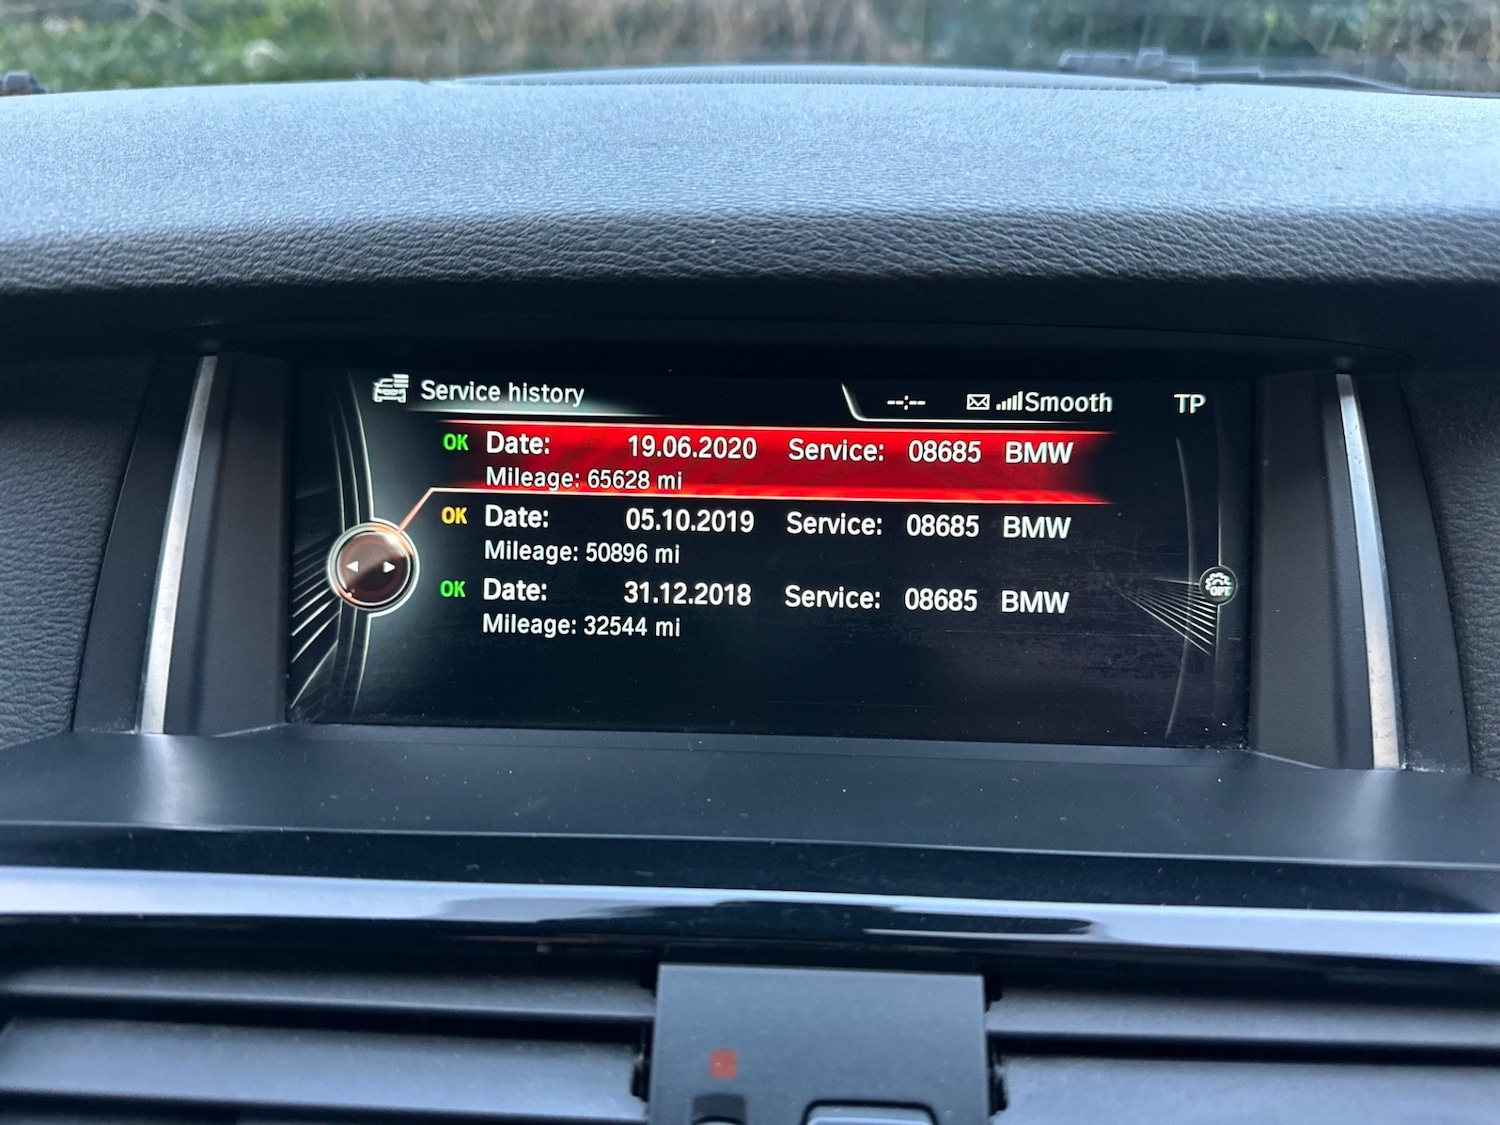 Service history --:-- Smooth TP
OK Date: 19.06.2020 Service: 08685 BMW
Mileage: 65628 mi
OK Date: 05.10.2019 Service: 08685 BMW
Mileage: 50896 mi
OK Date: 31.12.2018 Service: 08685 BMW
Mileage: 32544 mi
OPT